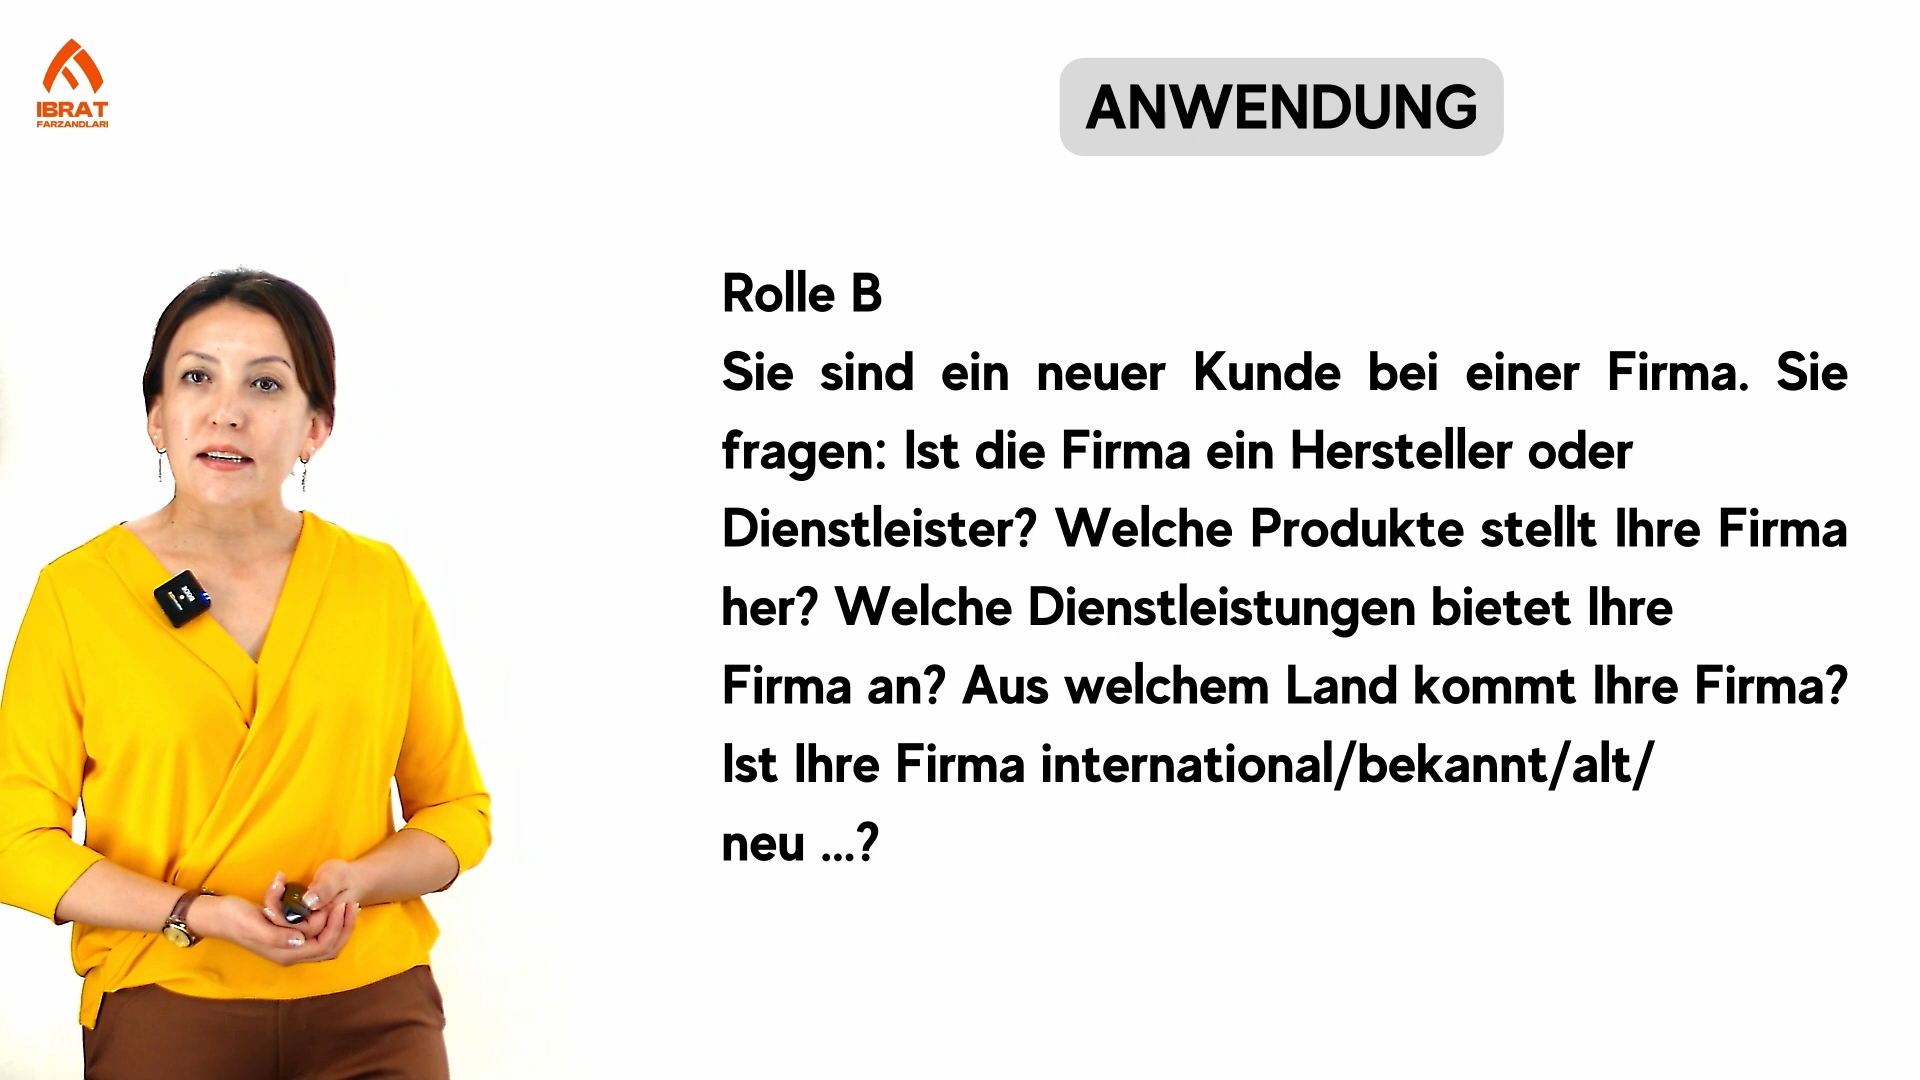 IBRAT
FARZANDLARI
ANWENDUNG
Rolle B
Sie sind ein neuer Kunde bei einer Firma. Sie
fragen: Ist die Firma ein Hersteller oder
Dienstleister? Welche Produkte stellt Ihre Firma
her? Welche Dienstleistungen bietet Ihre
Firma an? Aus welchem Land kommt Ihre Firma?
Ist Ihre Firma international/bekannt/alt/
neu ...?